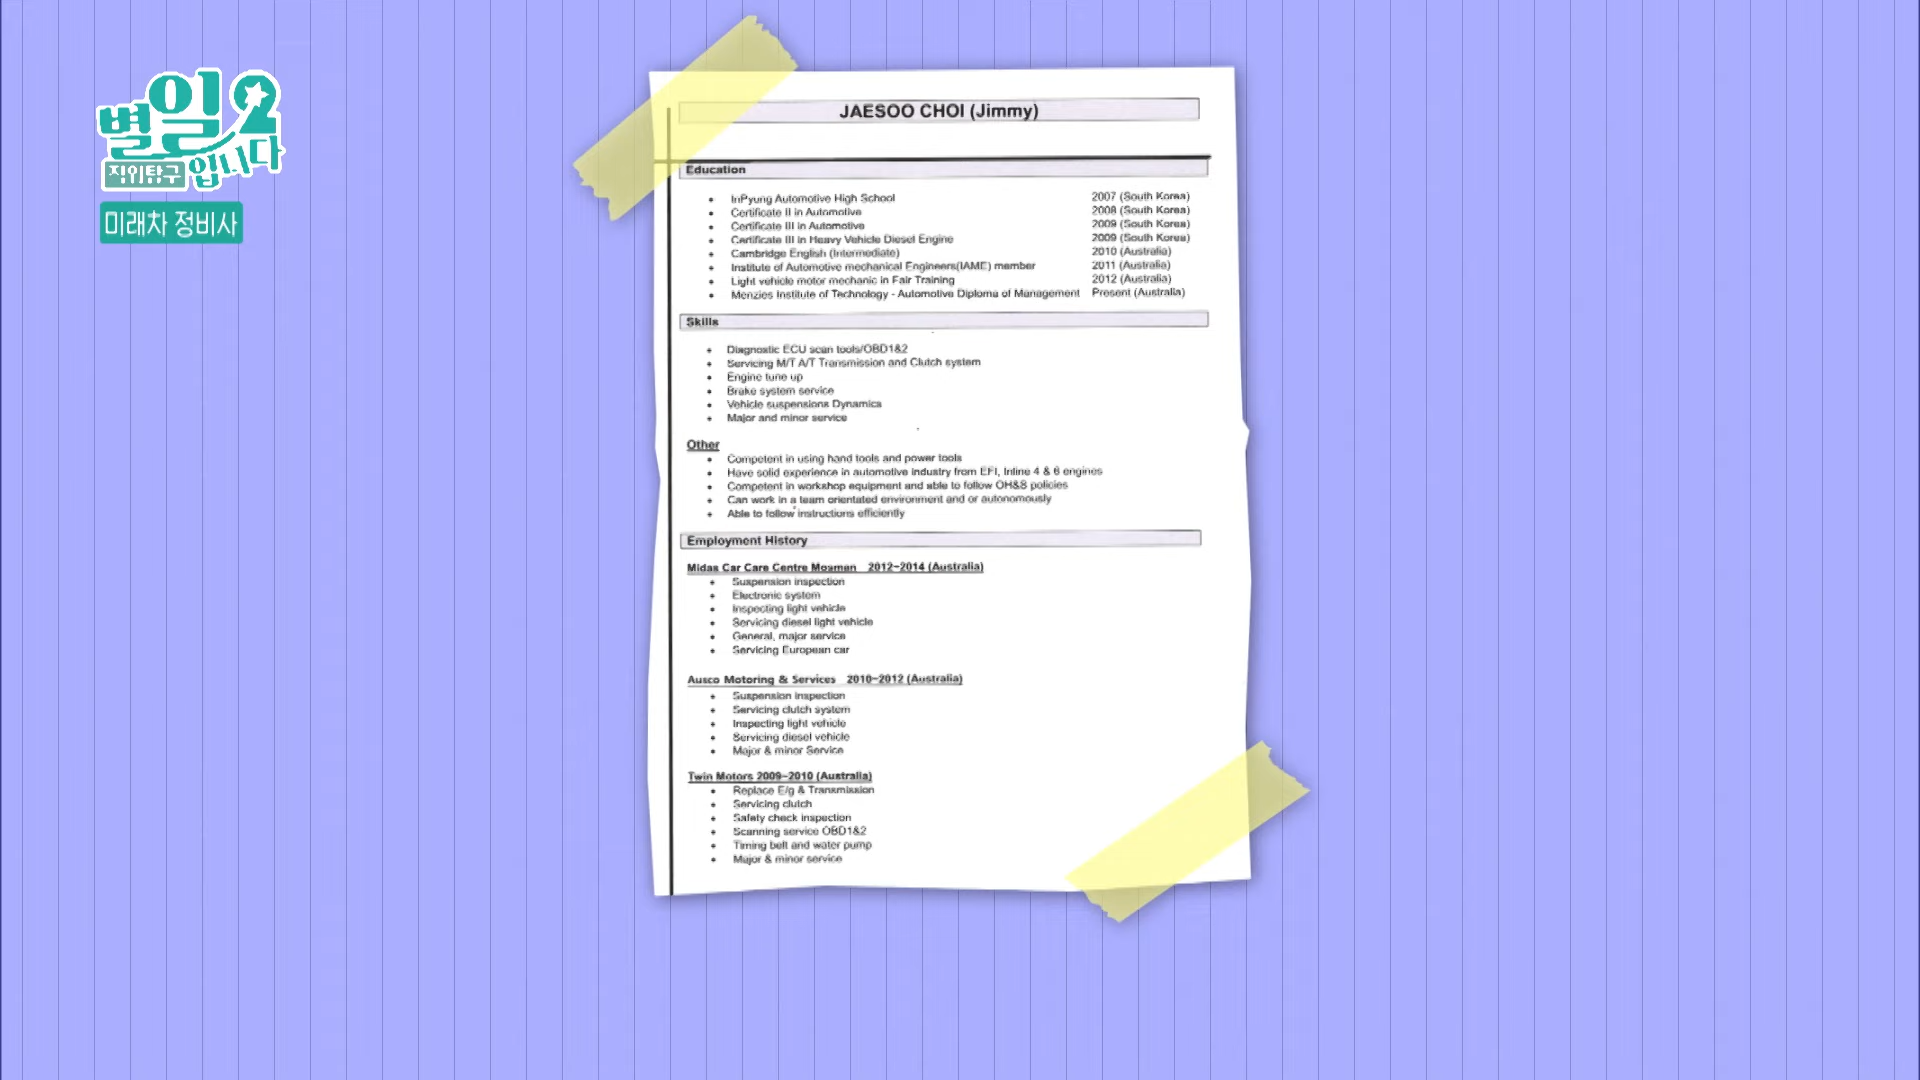 별일2입니다
직업탐구
미래차 정비사
JAESOO CHOI (Jimmy)
Education
InPyung Automotive High School 2007 (South Korea)
Certificate II in Automotive 2008 (South Korea)
Certificate III in Automotive 2009 (South Korea)
Certificate III in Heavy Vehicle Diesel Engine 2009 (South Korea)
Cambridge English (Intermediate) 2010 (Australia)
Institute of Automotive mechanical Engineers(IAME) member 2011 (Australia)
Light vehicle motor mechanic in Fair Training 2012 (Australia)
Menzies Institute of Technology - Automotive Diploma of Management Present (Australia)
Skills
Diagnostic ECU scan tools/OBD1&2
Servicing M/T A/T Transmission and Clutch system
Engine tune up
Brake system service
Vehicle suspensions Dynamics
Major and minor service
Other
Competent in using hand tools and power tools
Have solid experience in automotive industry from EFI, Inline 4 & 6 engines
Competent in workshop equipment and able to follow OH&S policies
Can work in a team orientated environment and or autonomously
Able to follow instructions efficiently
Employment History
Midas Car Care Centre Mosman 2012~2014 (Australia)
Suspension inspection
Electronic system
Inspecting light vehicle
Servicing diesel light vehicle
General, major service
Servicing European car
Ausco Motoring & Services 2010~2012 (Australia)
Suspension inspection
Servicing clutch system
Inspecting light vehicle
Servicing diesel vehicle
Major & minor Service
Twin Motors 2009~2010 (Australia)
Replace E/g & Transmission
Servicing clutch
Safety check inspection
Scanning service OBD1&2
Timing belt and water pump
Major & minor service